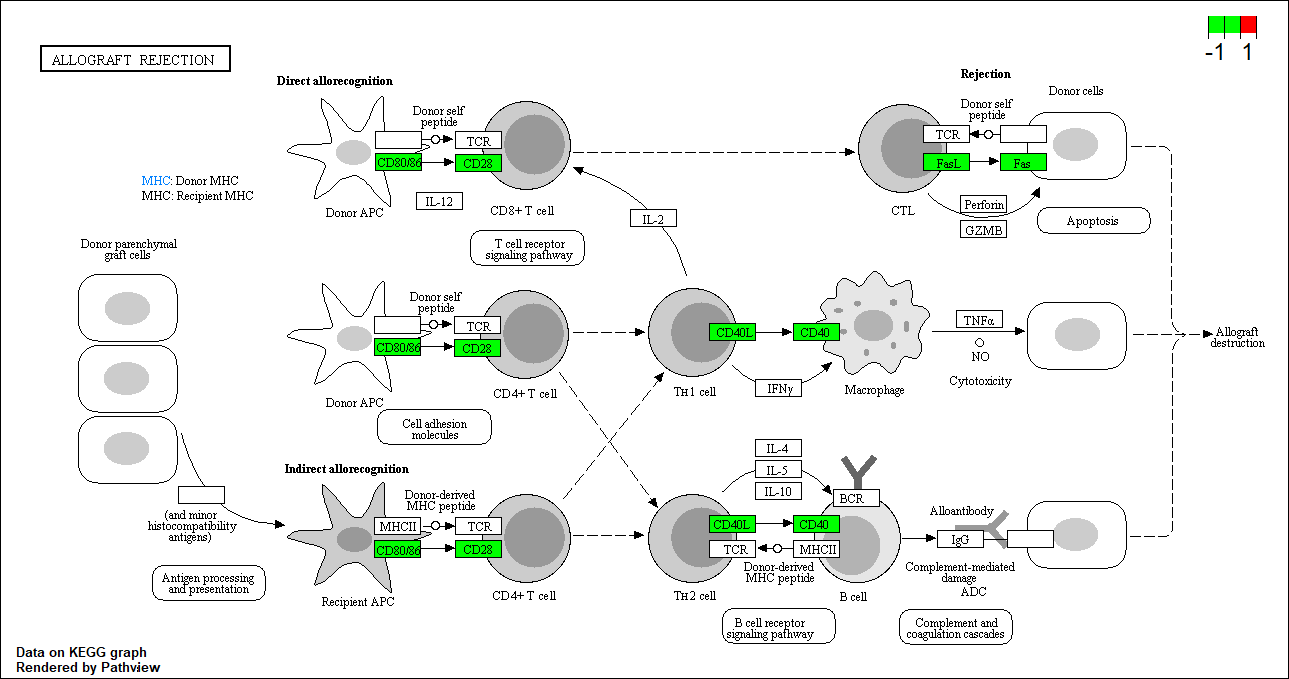 -1 1
ALLOGRAFT REJECTION
Direct allorecognition
Rejection
Donor self
peptide
TCR
CD80/86
CD28
IL-12
Donor APC
CD8+ T cell
T cell receptor
signaling pathway
MHC: Donor MHC
MHC: Recipient MHC
IL-2
Donor self
peptide
Donor cells
TCR
FasL
Fas
CTL
Perforin
GZMB
Apoptosis
Donor parenchymal
graft cells
Donor self
peptide
TCR
CD80/86
CD28
Donor APC
CD4+ T cell
Cell adhesion
molecules
CD40L
CD40
TH1 cell
IFNγ
Macrophage
TNFα
NO
Cytotoxicity
Allograft
destruction
Indirect allorecognition
(and minor
histocompatibility
antigens)
Antigen processing
and presentation
Donor-derived
MHC peptide
MHCII
TCR
CD80/86
CD28
Recipient APC
CD4+ T cell
IL-4
IL-5
IL-10
BCR
CD40L
CD40
TCR
MHCII
Donor-derived
MHC peptide
TH2 cell
B cell
B cell receptor
signaling pathway
Alloantibody
IgG
Complement-mediated
damage
ADC
Complement and
coagulation cascades
Data on KEGG graph
Rendered by Pathview